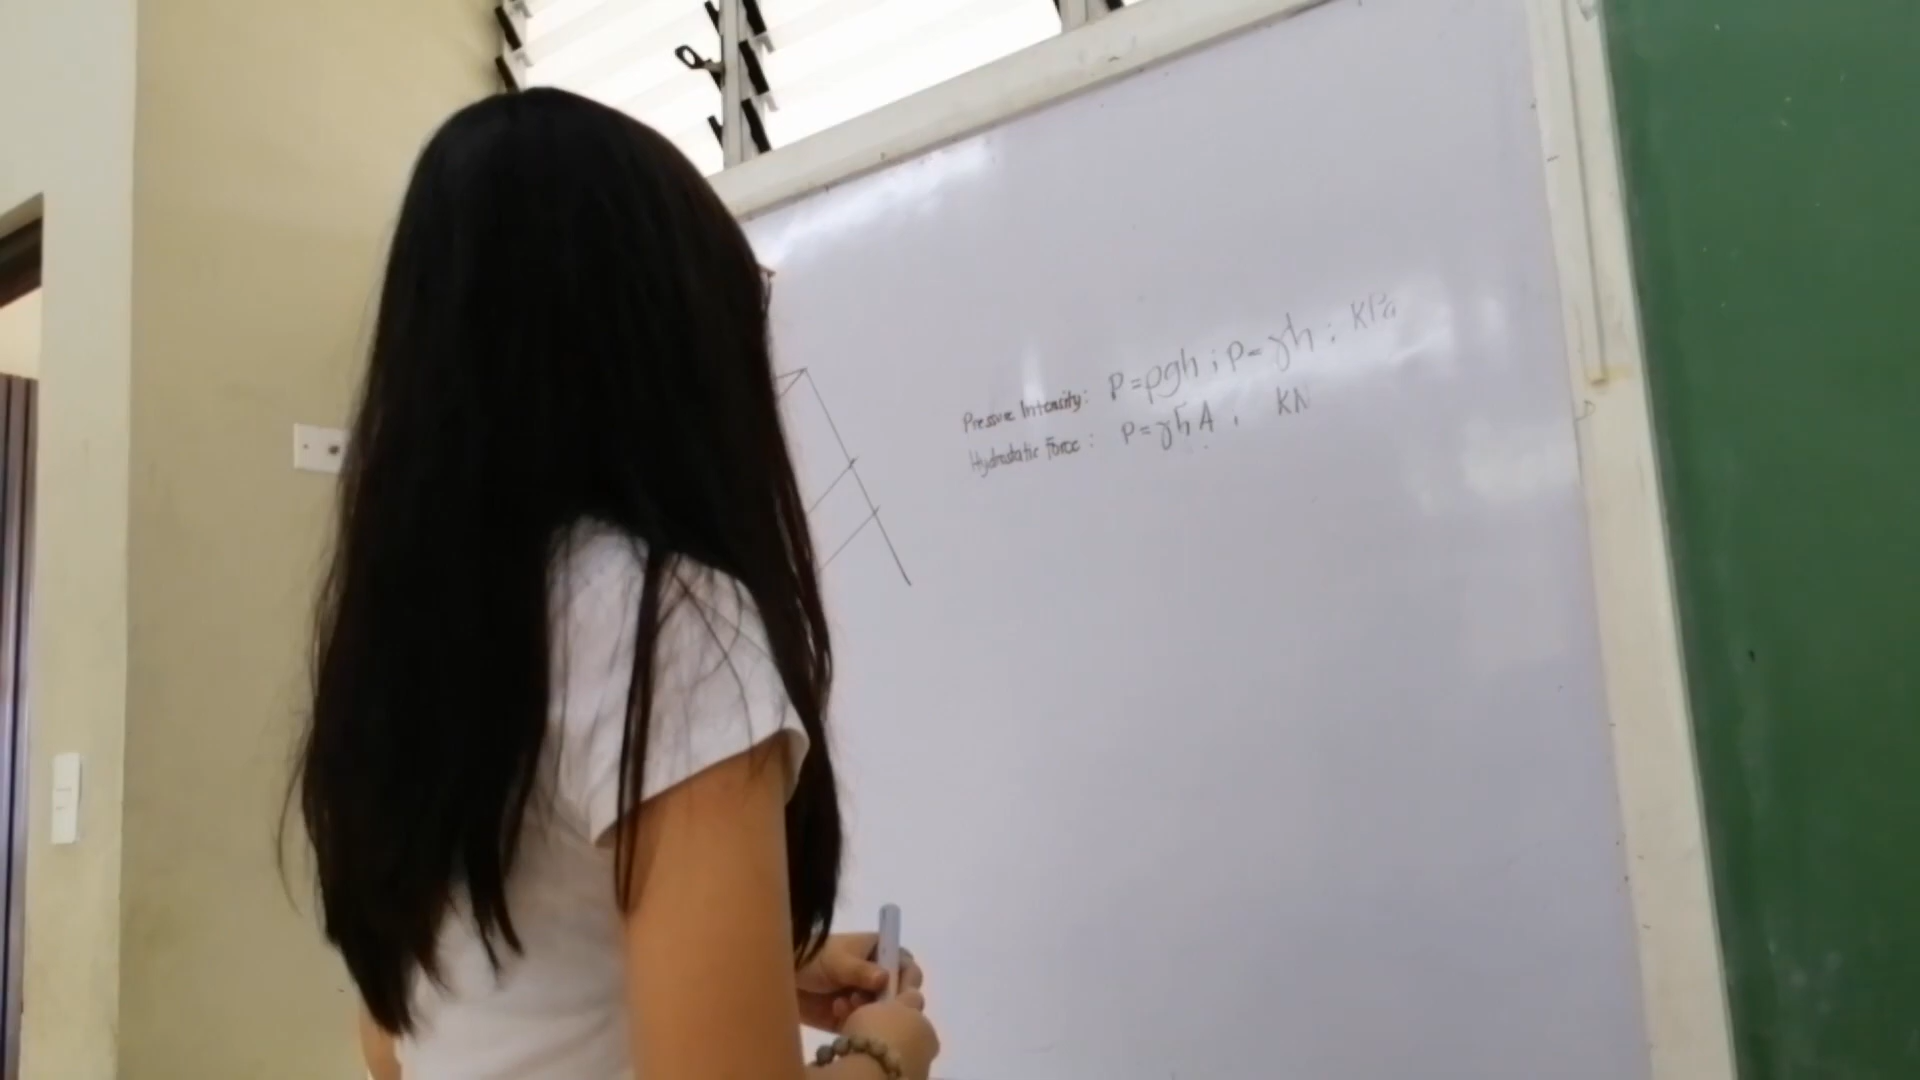 Pressure Intensity: P=ρgh ; P=γh ; KPa
Hydrostatic Force : P=γh̄A ; KN